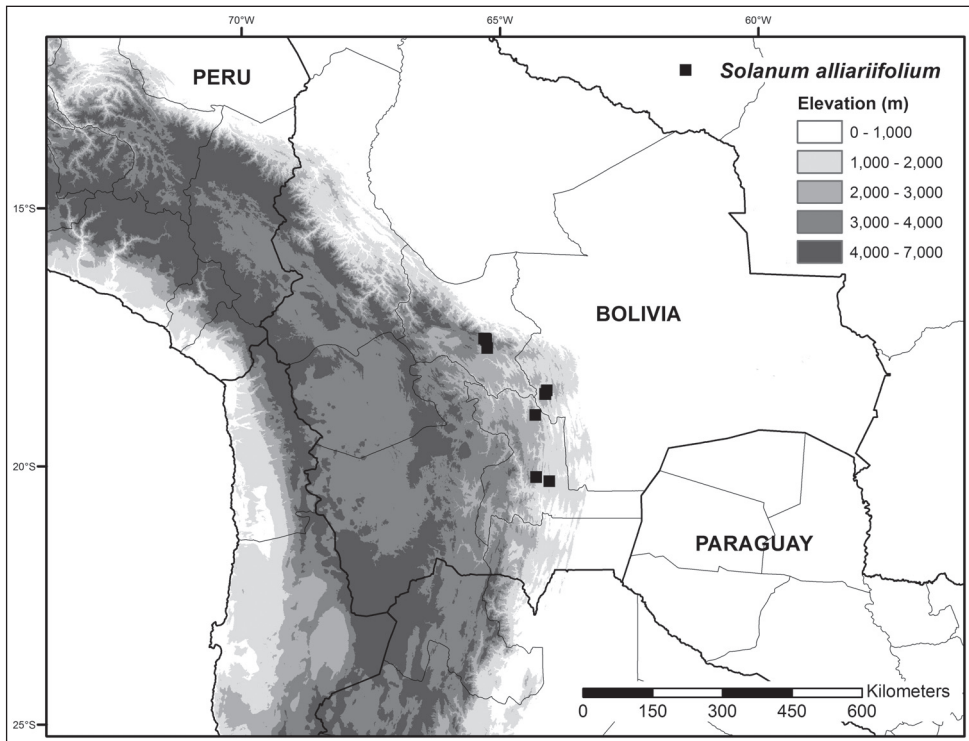 70°W 65°W 60°W
PERU
Solanum alliariifolium
Elevation (m)
0 - 1,000
1,000 - 2,000
2,000 - 3,000
3,000 - 4,000
4,000 - 7,000
15°S
BOLIVIA
20°S
PARAGUAY
Kilometers
0 150 300 450 600
25°S